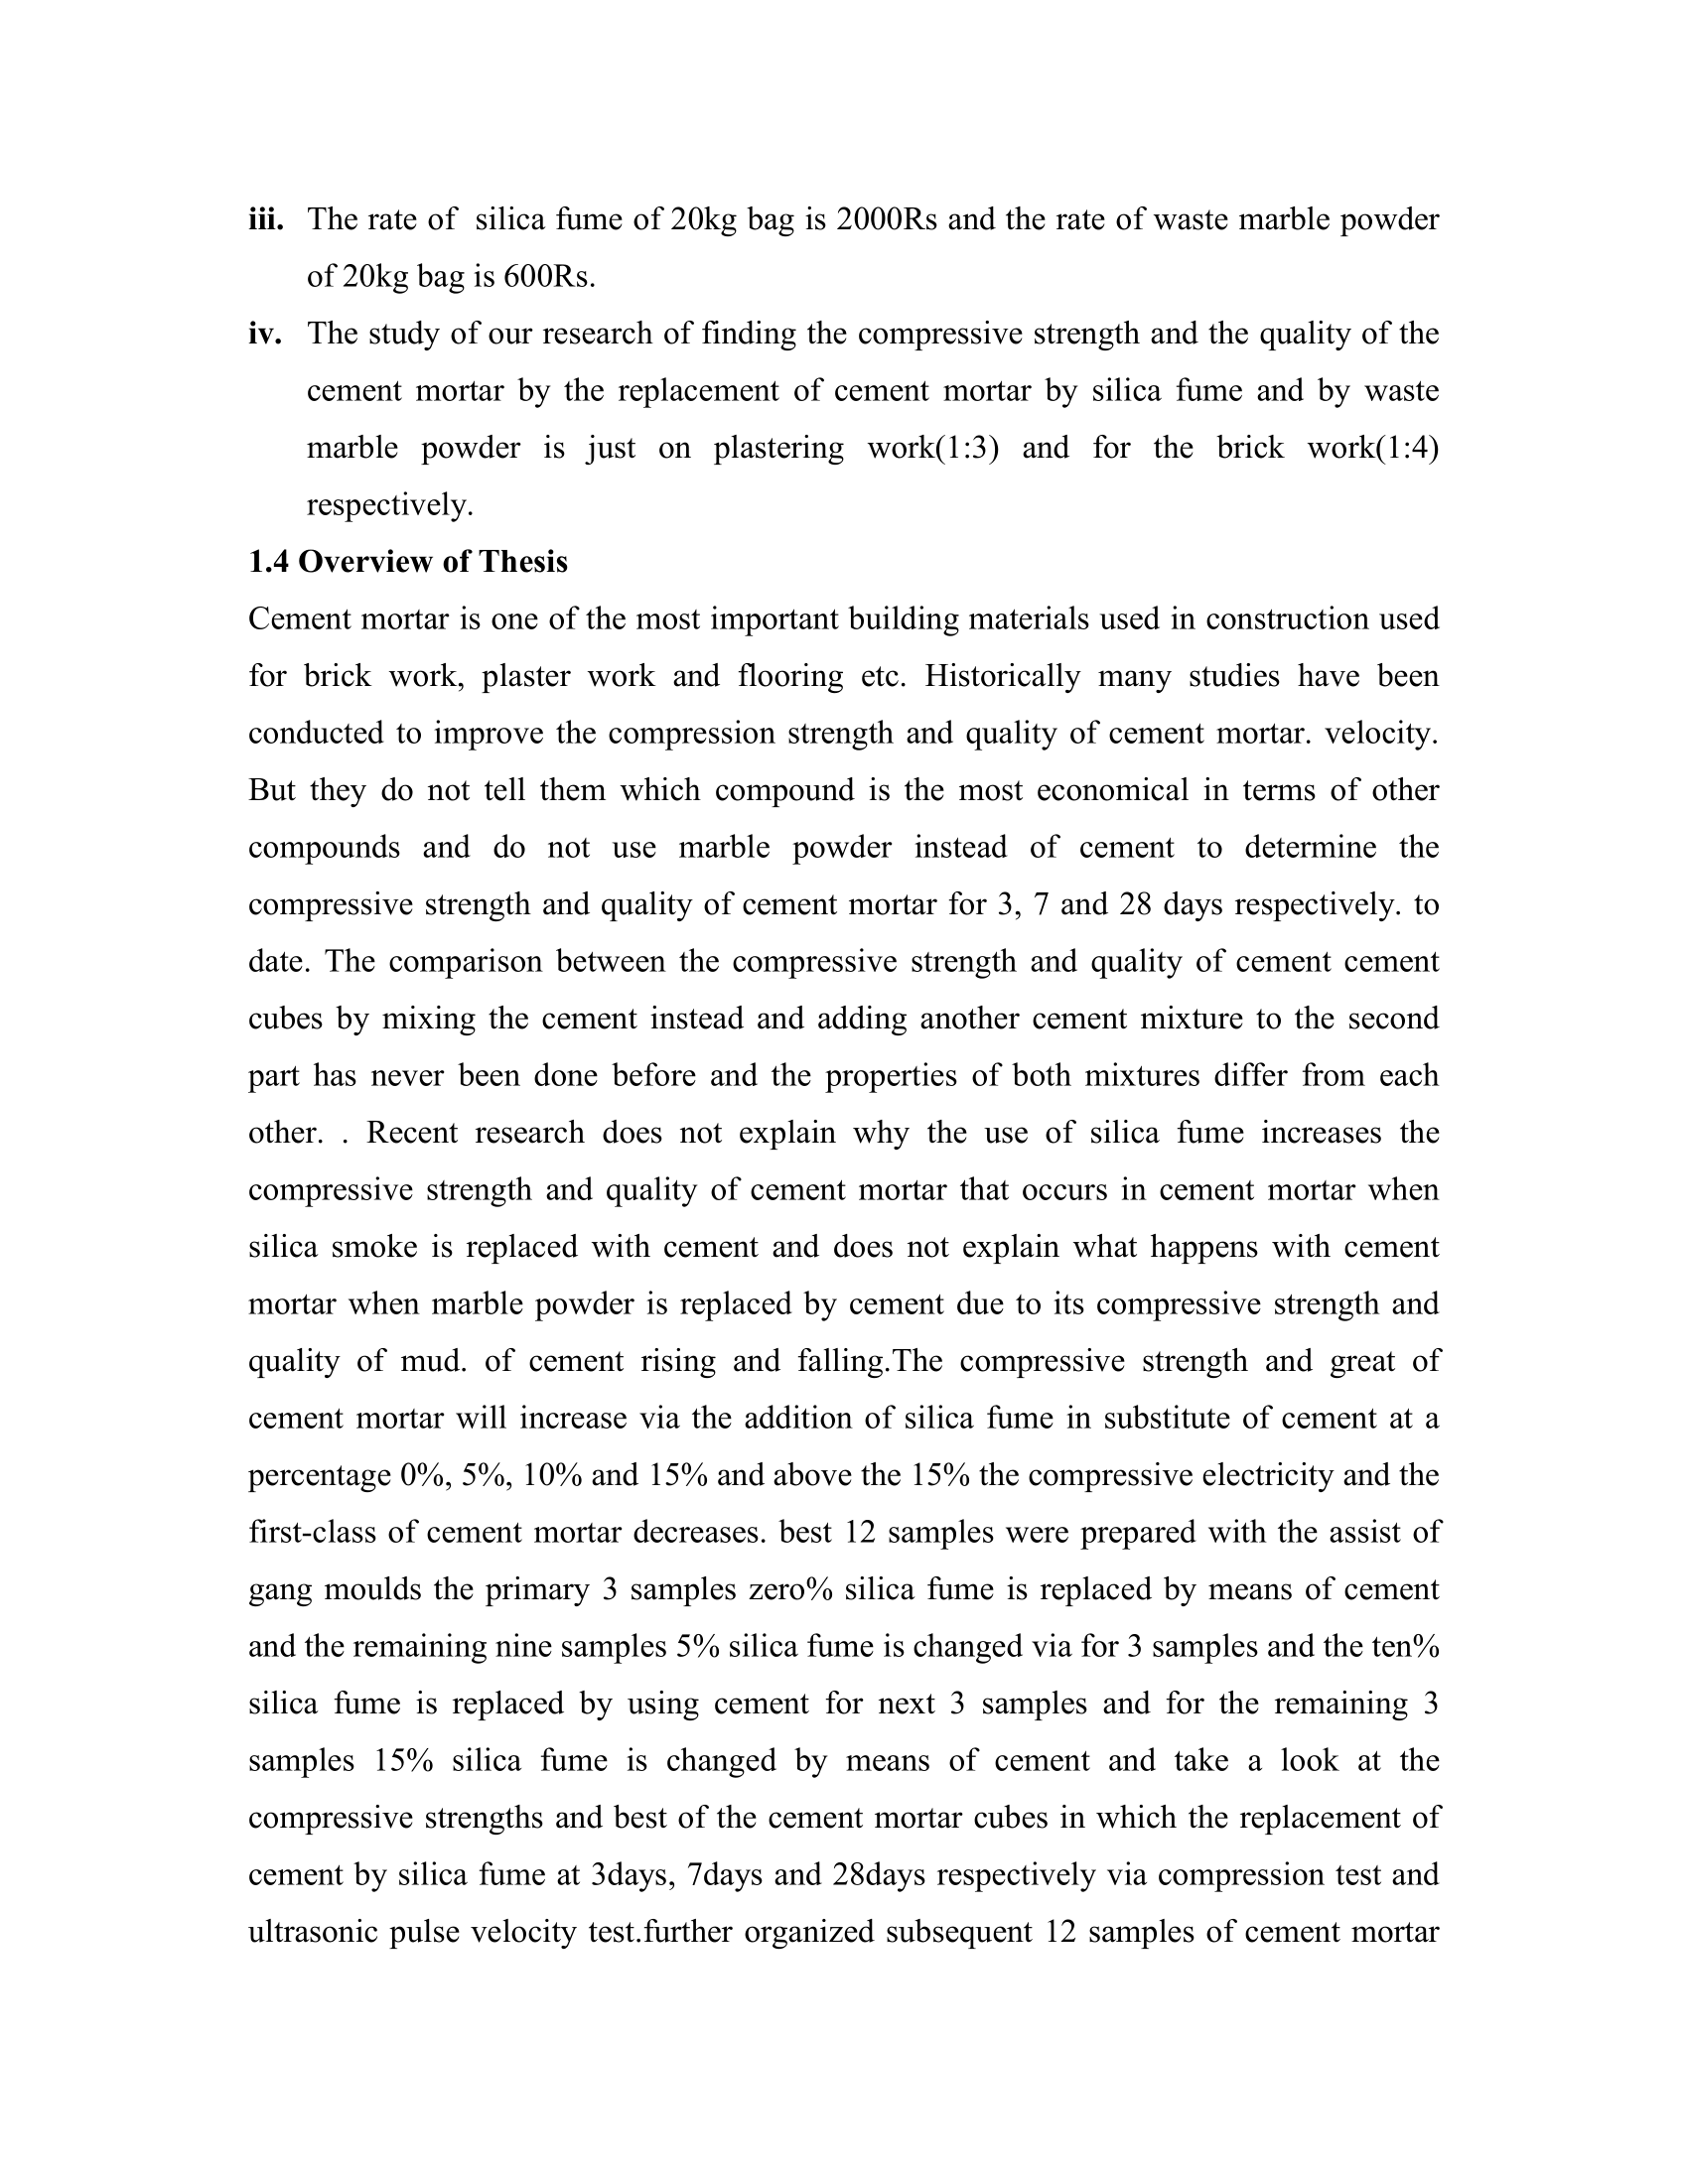 iii. The rate of  silica fume of 20kg bag is 2000Rs and the rate of waste marble powder
of 20kg bag is 600Rs.
iv. The study of our research of finding the compressive strength and the quality of the
cement mortar by the replacement of cement mortar by silica fume and by waste
marble powder is just on plastering work(1:3) and for the brick work(1:4)
respectively.
1.4 Overview of Thesis
Cement mortar is one of the most important building materials used in construction used
for brick work, plaster work and flooring etc. Historically many studies have been
conducted to improve the compression strength and quality of cement mortar. velocity.
But they do not tell them which compound is the most economical in terms of other
compounds and do not use marble powder instead of cement to determine the
compressive strength and quality of cement mortar for 3, 7 and 28 days respectively. to
date. The comparison between the compressive strength and quality of cement cement
cubes by mixing the cement instead and adding another cement mixture to the second
part has never been done before and the properties of both mixtures differ from each
other. . Recent research does not explain why the use of silica fume increases the
compressive strength and quality of cement mortar that occurs in cement mortar when
silica smoke is replaced with cement and does not explain what happens with cement
mortar when marble powder is replaced by cement due to its compressive strength and
quality of mud. of cement rising and falling.The compressive strength and great of
cement mortar will increase via the addition of silica fume in substitute of cement at a
percentage 0%, 5%, 10% and 15% and above the 15% the compressive electricity and the
first-class of cement mortar decreases. best 12 samples were prepared with the assist of
gang moulds the primary 3 samples zero% silica fume is replaced by means of cement
and the remaining nine samples 5% silica fume is changed via for 3 samples and the ten%
silica fume is replaced by using cement for next 3 samples and for the remaining 3
samples 15% silica fume is changed by means of cement and take a look at the
compressive strengths and best of the cement mortar cubes in which the replacement of
cement by silica fume at 3days, 7days and 28days respectively via compression test and
ultrasonic pulse velocity test.further organized subsequent 12 samples of cement mortar